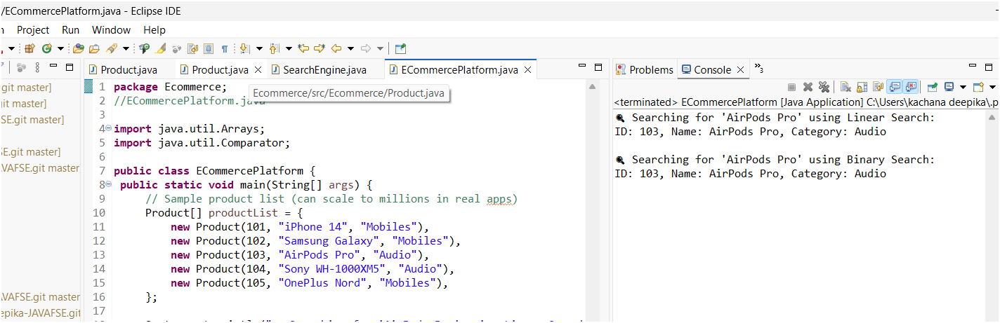 /ECommercePlatform.java - Eclipse IDE
Project Run Window Help
Product.java
Product.java
SearchEngine.java
ECommercePlatform.java
Problems
Console
3
.git master]
git master]
SE.git master]
SE.git master]
JAVAFSE.git master
AVAFSE.git master
epika-JAVAFSE.git
Ecommerce/src/Ecommerce/Product.java
1 package Ecommerce;
2 //ECommercePlatform.java
3
4 import java.util.Arrays;
5 import java.util.Comparator;
6
7 public class ECommercePlatform {
8 public static void main(String[] args) {
9 // Sample product list (can scale to millions in real apps)
10 Product[] productList = {
11 new Product(101, "iPhone 14", "Mobiles"),
12 new Product(102, "Samsung Galaxy", "Mobiles"),
13 new Product(103, "AirPods Pro", "Audio"),
14 new Product(104, "Sony WH-1000XM5", "Audio"),
15 new Product(105, "OnePlus Nord", "Mobiles"),
16 };
17
<terminated> ECommercePlatform [Java Application] C:\Users\kachana deepika\.p
Searching for 'AirPods Pro' using Linear Search:
ID: 103, Name: AirPods Pro, Category: Audio
Searching for 'AirPods Pro' using Binary Search:
ID: 103, Name: AirPods Pro, Category: Audio